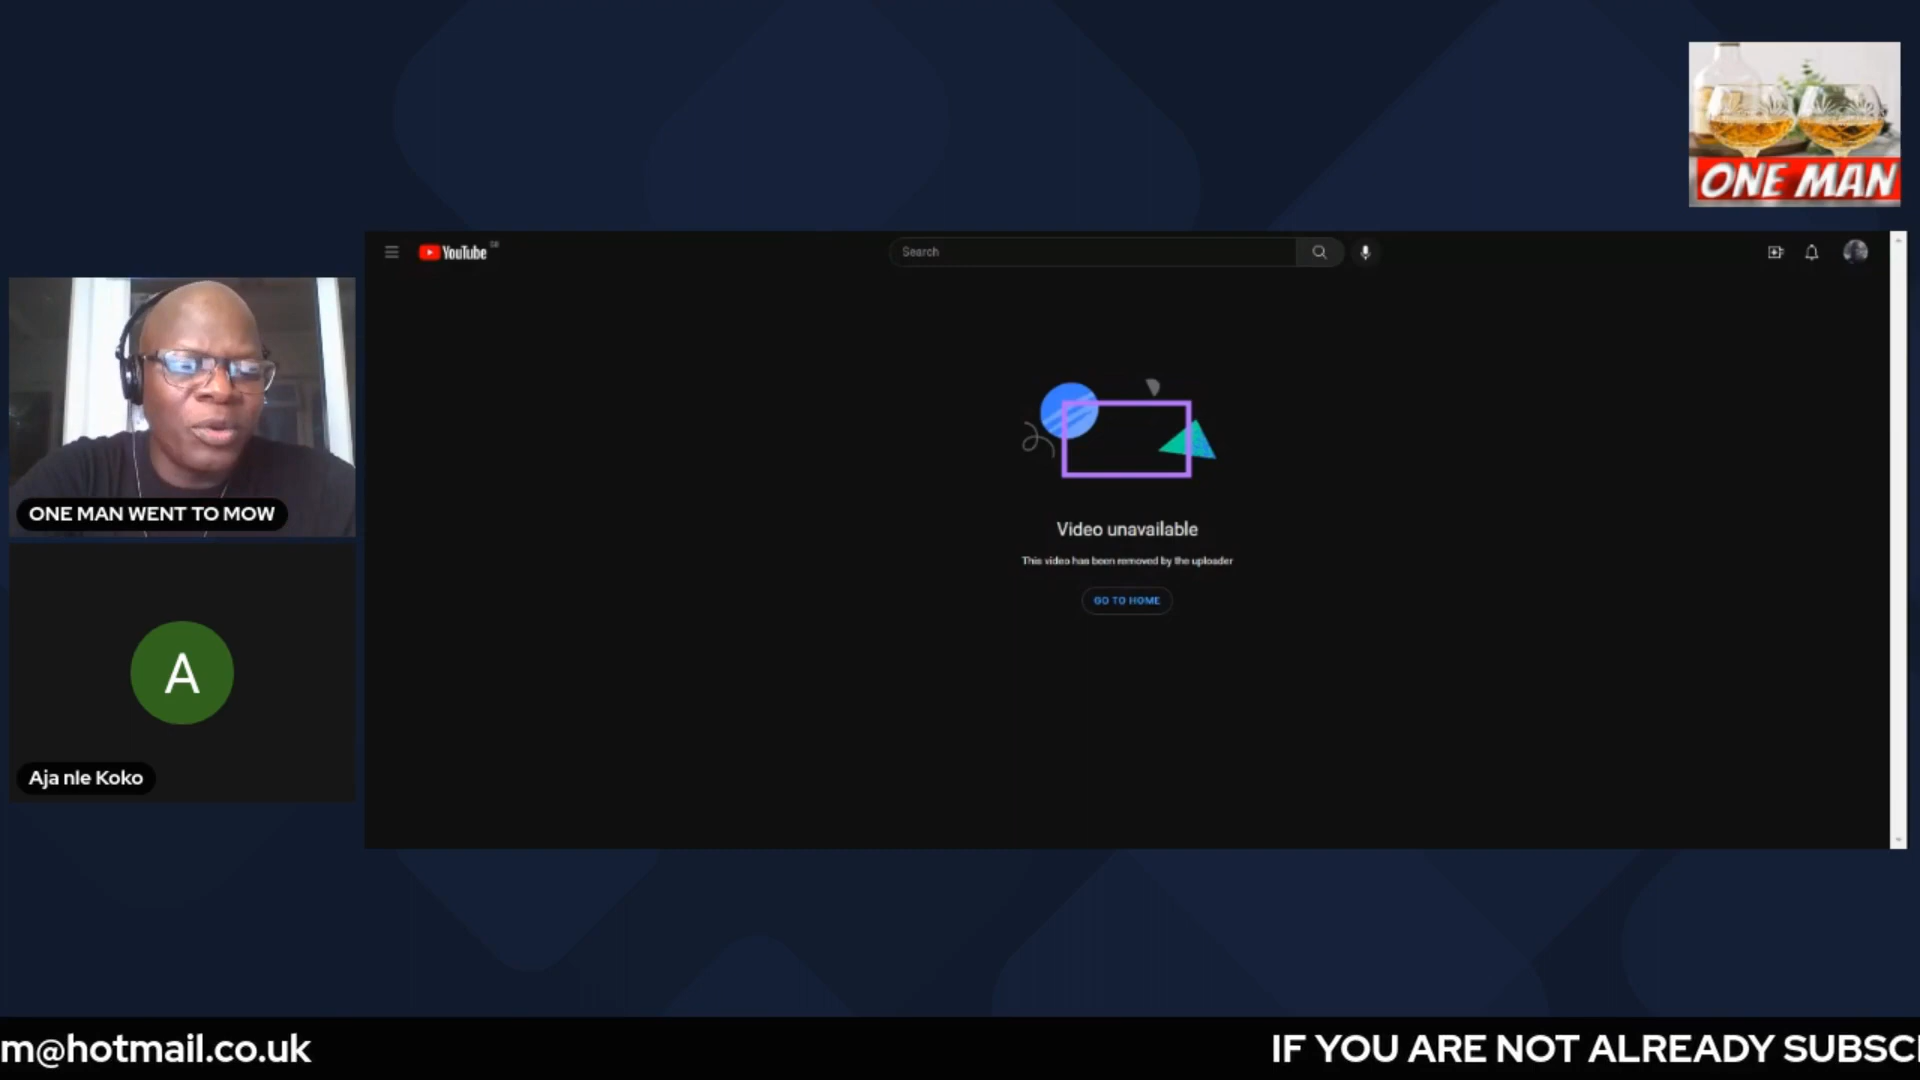 ONE MAN
YouTube GB
Search
ONE MAN WENT TO MOW
Video unavailable
This video has been removed by the uploader
GO TO HOME
A
Aja nle Koko
m@hotmail.co.uk
IF YOU ARE NOT ALREADY SUBSC